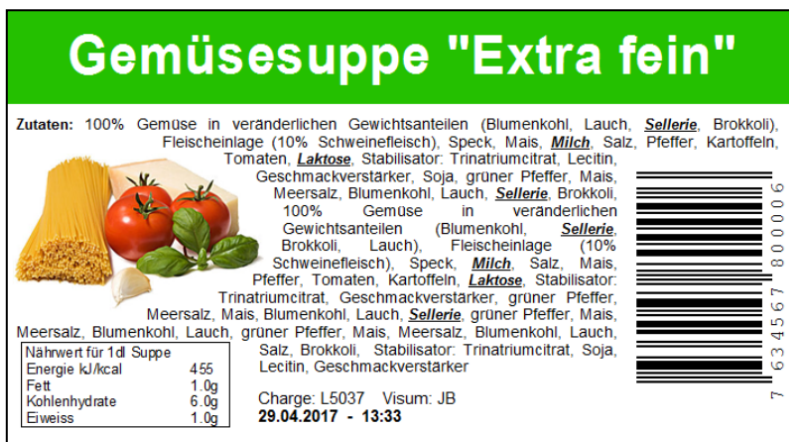 Gemüsesuppe "Extra fein"
Zutaten: 100% Gemüse in veränderlichen Gewichtsanteilen (Blumenkohl, Lauch, Sellerie, Brokkoli),
Fleischeinlage (10% Schweinefleisch), Speck, Mais, Milch, Salz, Pfeffer, Kartoffeln,
Tomaten, Laktose, Stabilisator: Trinatriumcitrat, Lecitin,
Geschmackverstärker, Soja, grüner Pfeffer, Mais,
Meersalz, Blumenkohl, Lauch, Sellerie, Brokkoli,
100% Gemüse in veränderlichen
Gewichtsanteilen (Blumenkohl, Sellerie,
Brokkoli, Lauch), Fleischeinlage (10%
Schweinefleisch), Speck, Milch, Salz, Mais,
Pfeffer, Tomaten, Kartoffeln, Laktose, Stabilisator:
Trinatriumcitrat, Geschmackverstärker, grüner Pfeffer,
Meersalz, Mais, Blumenkohl, Lauch, Sellerie, grüner Pfeffer, Mais,
Meersalz, Blumenkohl, Lauch, grüner Pfeffer, Mais, Meersalz, Blumenkohl, Lauch,
Salz, Brokkoli, Stabilisator: Trinatriumcitrat, Soja,
Lecitin, Geschmackverstärker
Nährwert für 1dl Suppe
Energie kJ/kcal 455
Fett 1.0g
Kohlenhydrate 6.0g
Eiweiss 1.0g
Charge: L5037 Visum: JB
29.04.2017 - 13:33
7 634567 800006